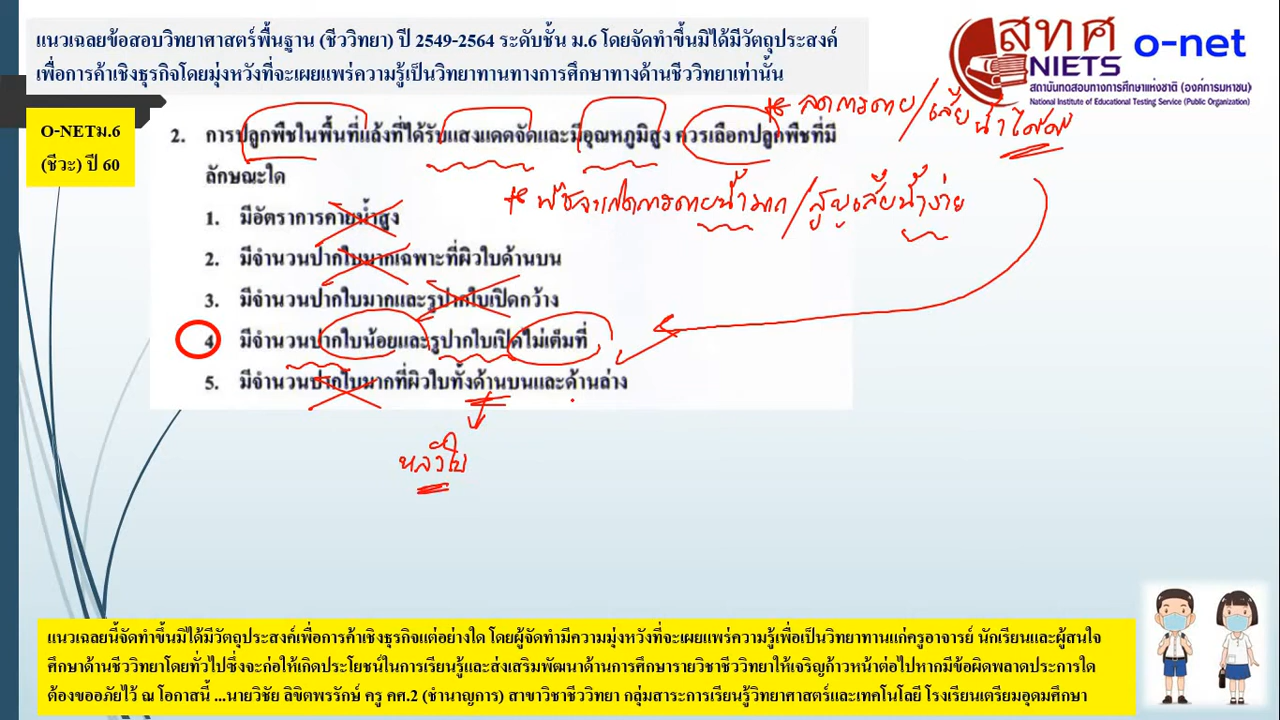 แนวเฉลยข้อสอบวิทยาศาสตร์พื้นฐาน (ชีววิทยา) ปี 2549-2564 ระดับชั้น ม.6 โดยจัดทำขึ้นมิได้มีวัตถุประสงค์
เพื่อการค้าเชิงธุรกิจโดยมุ่งหวังที่จะเผยแพร่ความรู้เป็นวิทยาทานทางการศึกษาทางด้านชีววิทยาเท่านั้น
สทศ
NIETS
o-net
สถาบันทดสอบทางการศึกษาแห่งชาติ (องค์การมหาชน)
National Institute of Educational Testing Service (Public Organization)
O-NETม.6
(ชีวะ) ปี 60
* ลดการคาย/เสียน้ำได้ดี
2. การปลูกพืชในพื้นที่แล้งที่ได้รับแสงแดดจัดและมีอุณหภูมิสูง ควรเลือกปลูกพืชที่มี
ลักษณะใด
* พืชจะเกิดการคายน้ำมาก/สูญเสียน้ำง่าย
1. มีอัตราการคายน้ำสูง
2. มีจำนวนปากใบมากเฉพาะที่ผิวใบด้านบน
3. มีจำนวนปากใบมากและรูปากใบเปิดกว้าง
4. มีจำนวนปากใบน้อยและรูปากใบเปิดไม่เต็มที่
5. มีจำนวนปากใบมากที่ผิวใบทั้งด้านบนและด้านล่าง
หลังใบ
แนวเฉลยนี้จัดทำขึ้นมิได้มีวัตถุประสงค์เพื่อการค้าเชิงธุรกิจแต่อย่างใด โดยผู้จัดทำมีความมุ่งหวังที่จะเผยแพร่ความรู้เพื่อเป็นวิทยาทานแก่ครูอาจารย์ นักเรียนและผู้สนใจ
ศึกษาด้านชีววิทยาโดยทั่วไปซึ่งจะก่อให้เกิดประโยชน์ในการเรียนรู้และส่งเสริมพัฒนาด้านการศึกษารายวิชาชีววิทยาให้เจริญก้าวหน้าต่อไปหากมีข้อผิดพลาดประการใด
ต้องขออภัยไว้ ณ โอกาสนี้ ...นายวิชัย ลิขิตพรรักษ์ ครู คศ.2 (ชำนาญการ) สาขาวิชาชีววิทยา กลุ่มสาระการเรียนรู้วิทยาศาสตร์และเทคโนโลยี โรงเรียนเตรียมอุดมศึกษา